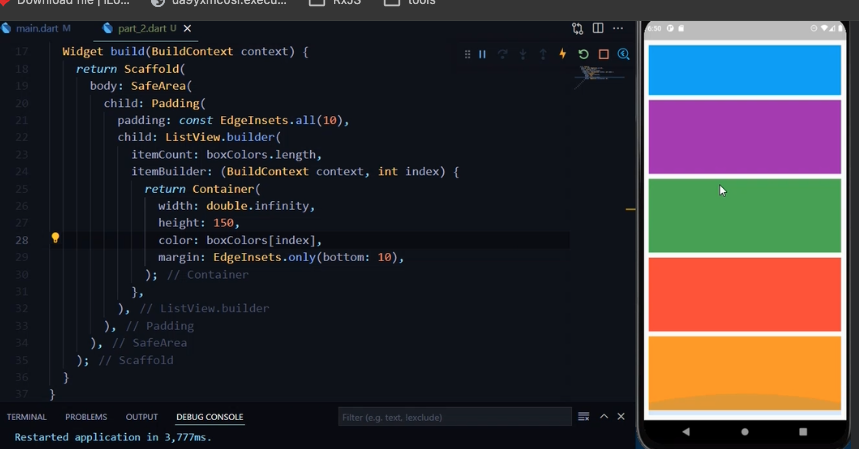 Download file | iLo...
da9yxmc0si.execu...
RxJS
tools
main.dart M
part_2.dart U
17 Widget build(BuildContext context) {
18 return Scaffold(
19 body: SafeArea(
20 child: Padding(
21 padding: const EdgeInsets.all(10),
22 child: ListView.builder(
23 itemCount: boxColors.length,
24 itemBuilder: (BuildContext context, int index) {
25 return Container(
26 width: double.infinity,
27 height: 150,
28 color: boxColors[index],
29 margin: EdgeInsets.only(bottom: 10),
30 ); // Container
31 },
32 ), // ListView.builder
33 ), // Padding
34 ), // SafeArea
35 ); // Scaffold
36 }
37 }
TERMINAL PROBLEMS OUTPUT DEBUG CONSOLE
Filter (e.g. text, !exclude)
Restarted application in 3,777ms.